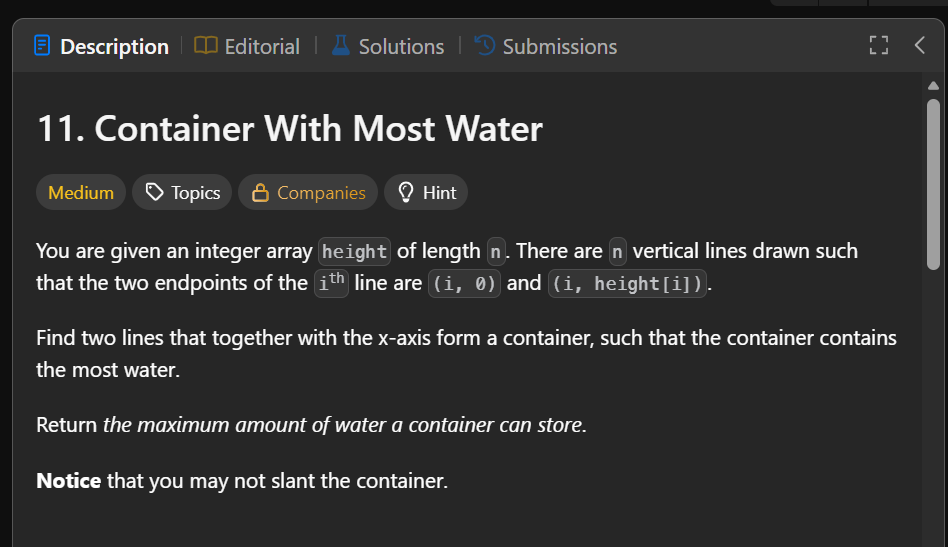 Description Editorial Solutions Submissions
11. Container With Most Water
Medium Topics Companies Hint
You are given an integer array height of length n. There are n vertical lines drawn such
that the two endpoints of the ith line are (i, 0) and (i, height[i]).
Find two lines that together with the x-axis form a container, such that the container contains
the most water.
Return the maximum amount of water a container can store.
Notice that you may not slant the container.